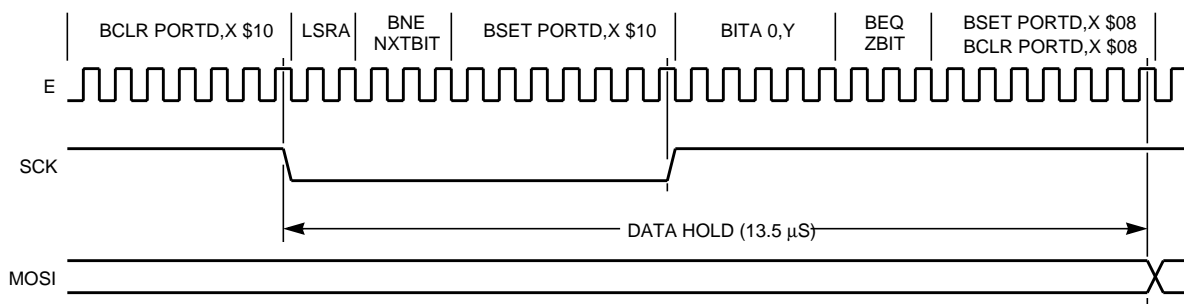 BCLR PORTD,X $10
LSRA
BNE
NXTBIT
BSET PORTD,X $10
BITA 0,Y
BEQ
ZBIT
BSET PORTD,X $08
BCLR PORTD,X $08
E
SCK
DATA HOLD (13.5 µS)
MOSI